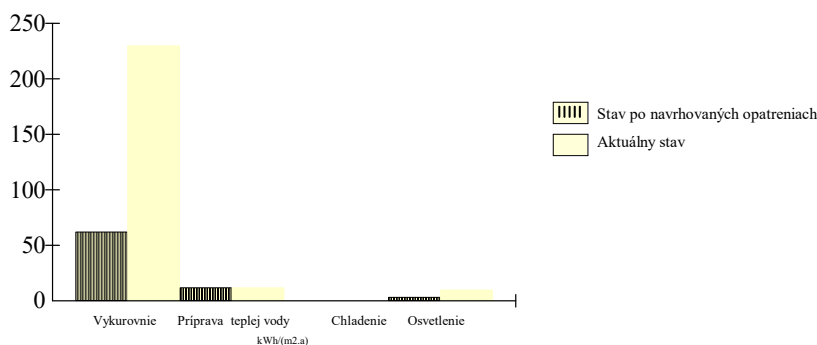 250
200
150
100
50
0
Stav po navrhovaných opatreniach
Aktuálny stav
Vykurovnie Príprava teplej vody Chladenie Osvetlenie
kWh/(m2.a)